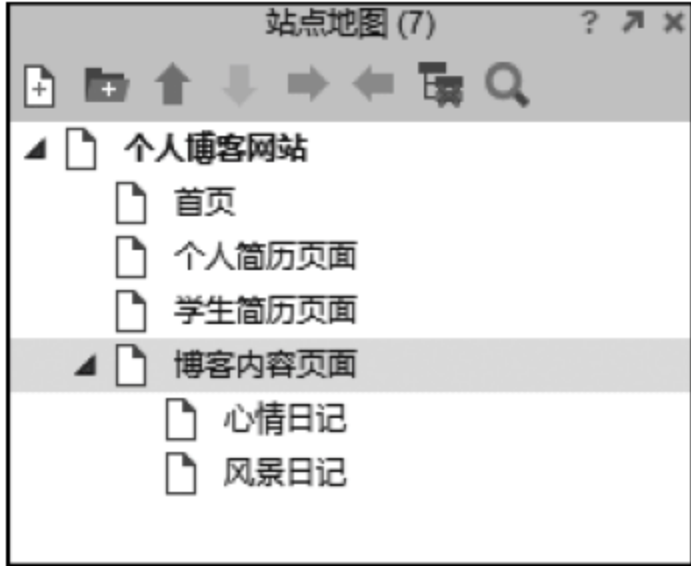 站点地图 (7) ?
个人博客网站
首页
个人简历页面
学生简历页面
博客内容页面
心情日记
风景日记